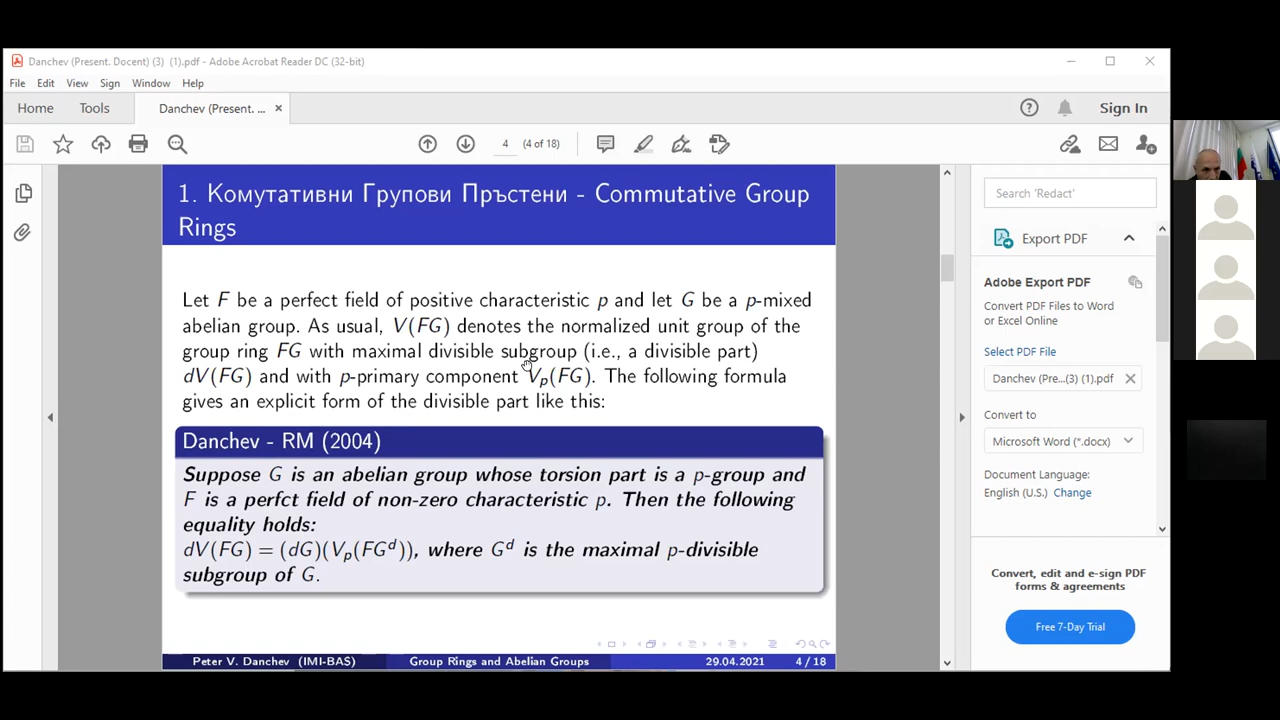 Danchev (Present. Docent) (3) (1).pdf - Adobe Acrobat Reader DC (32-bit)
File Edit View Sign Window Help
Home Tools Danchev (Present. ... × Sign In
4 (4 of 18)
1. Комутативни Групови Пръстени - Commutative Group
Rings
Let F be a perfect field of positive characteristic p and let G be a p-mixed
abelian group. As usual, V(FG) denotes the normalized unit group of the
group ring FG with maximal divisible subgroup (i.e., a divisible part)
dV(FG) and with p-primary component Vp(FG). The following formula
gives an explicit form of the divisible part like this:
Danchev - RM (2004)
Suppose G is an abelian group whose torsion part is a p-group and
F is a perfct field of non-zero characteristic p. Then the following
equality holds:
dV(FG) = (dG)(Vp(FG^d)), where G^d is the maximal p-divisible
subgroup of G.
Peter V. Danchev (IMI-BAS) Group Rings and Abelian Groups 29.04.2021 4 / 18
Search 'Redact'
Export PDF
Adobe Export PDF
Convert PDF Files to Word
or Excel Online
Select PDF File
Danchev (Pre...(3) (1).pdf
Convert to
Microsoft Word (*.docx)
Document Language:
English (U.S.) Change
Convert, edit and e-sign PDF
forms & agreements
Free 7-Day Trial